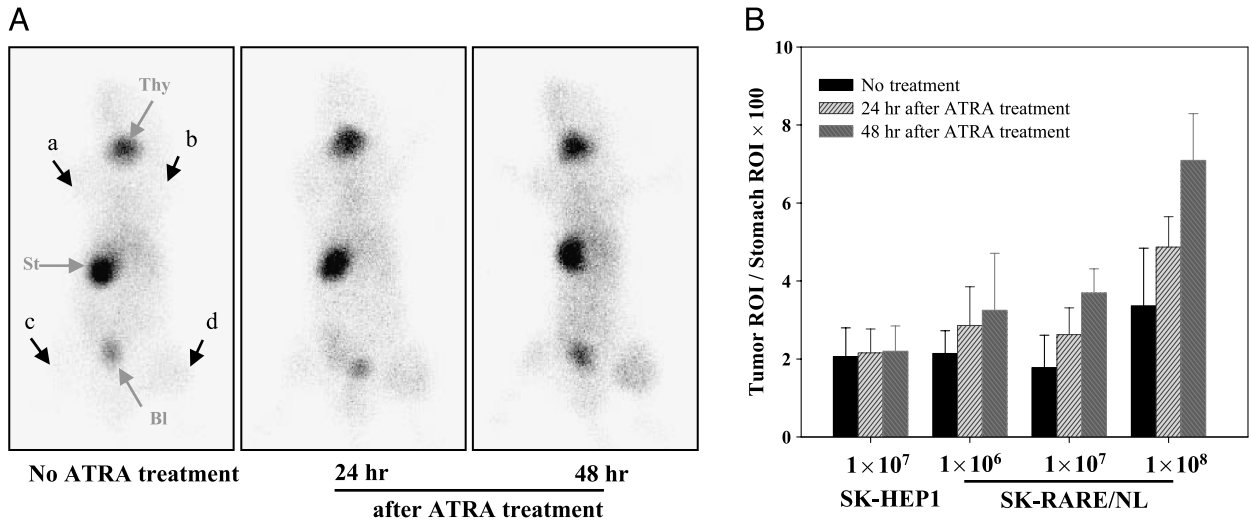 A
Thy
a
b
St
c
d
Bl
No ATRA treatment
24 hr
48 hr
after ATRA treatment
B
10
8
6
4
2
0
Tumor ROI / Stomach ROI × 100
No treatment
24 hr after ATRA treatment
48 hr after ATRA treatment
1×10⁷
1×10⁶
1×10⁷
1×10⁸
SK-HEP1
SK-RARE/NL